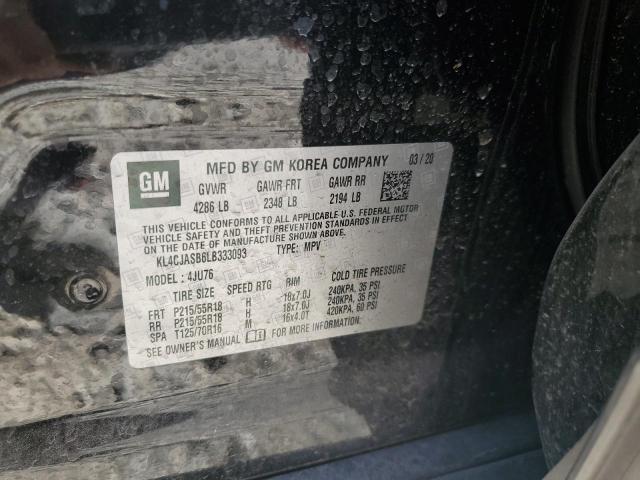 GM
MFD BY GM KOREA COMPANY 03/20
GVWR GAWR FRT GAWR RR
4286 LB 2348 LB 2194 LB
THIS VEHICLE CONFORMS TO ALL APPLICABLE U.S. FEDERAL MOTOR
VEHICLE SAFETY AND THEFT PREVENTION STANDARDS IN EFFECT
ON THE DATE OF MANUFACTURE SHOWN ABOVE.
KL4CJASB6LB333093 TYPE: MPV
MODEL: 4JU76
TIRE SIZE SPEED RTG RIM COLD TIRE PRESSURE
FRT P215/55R18 H 18x7.0J 240KPA, 35 PSI
RR P215/55R18 H 18x7.0J 240KPA, 35 PSI
SPA T125/70R16 M 16x4.0T 420KPA, 60 PSI
SEE OWNER'S MANUAL FOR MORE INFORMATION.